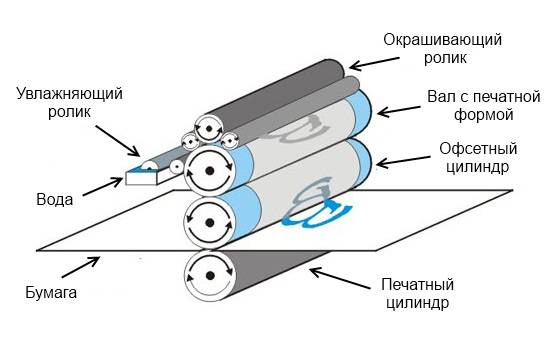 Окрашивающий
ролик
Увлажняющий
ролик
Вал с печатной
формой
Офсетный
цилиндр
Вода
Бумага
Печатный
цилиндр